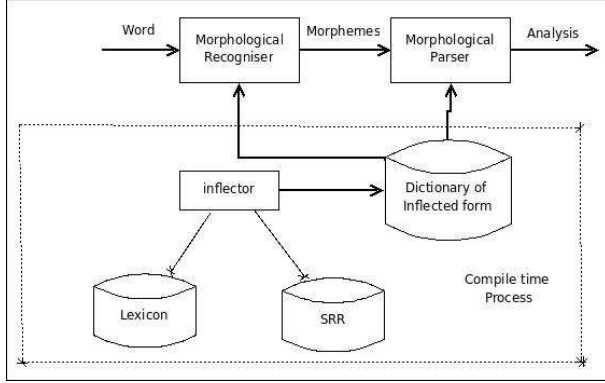 Word
Morphological
Recogniser
Morphemes
Morphological
Parser
Analysis
inflector
Dictionary of
Inflected form
Lexicon
SRR
Compile time
Process